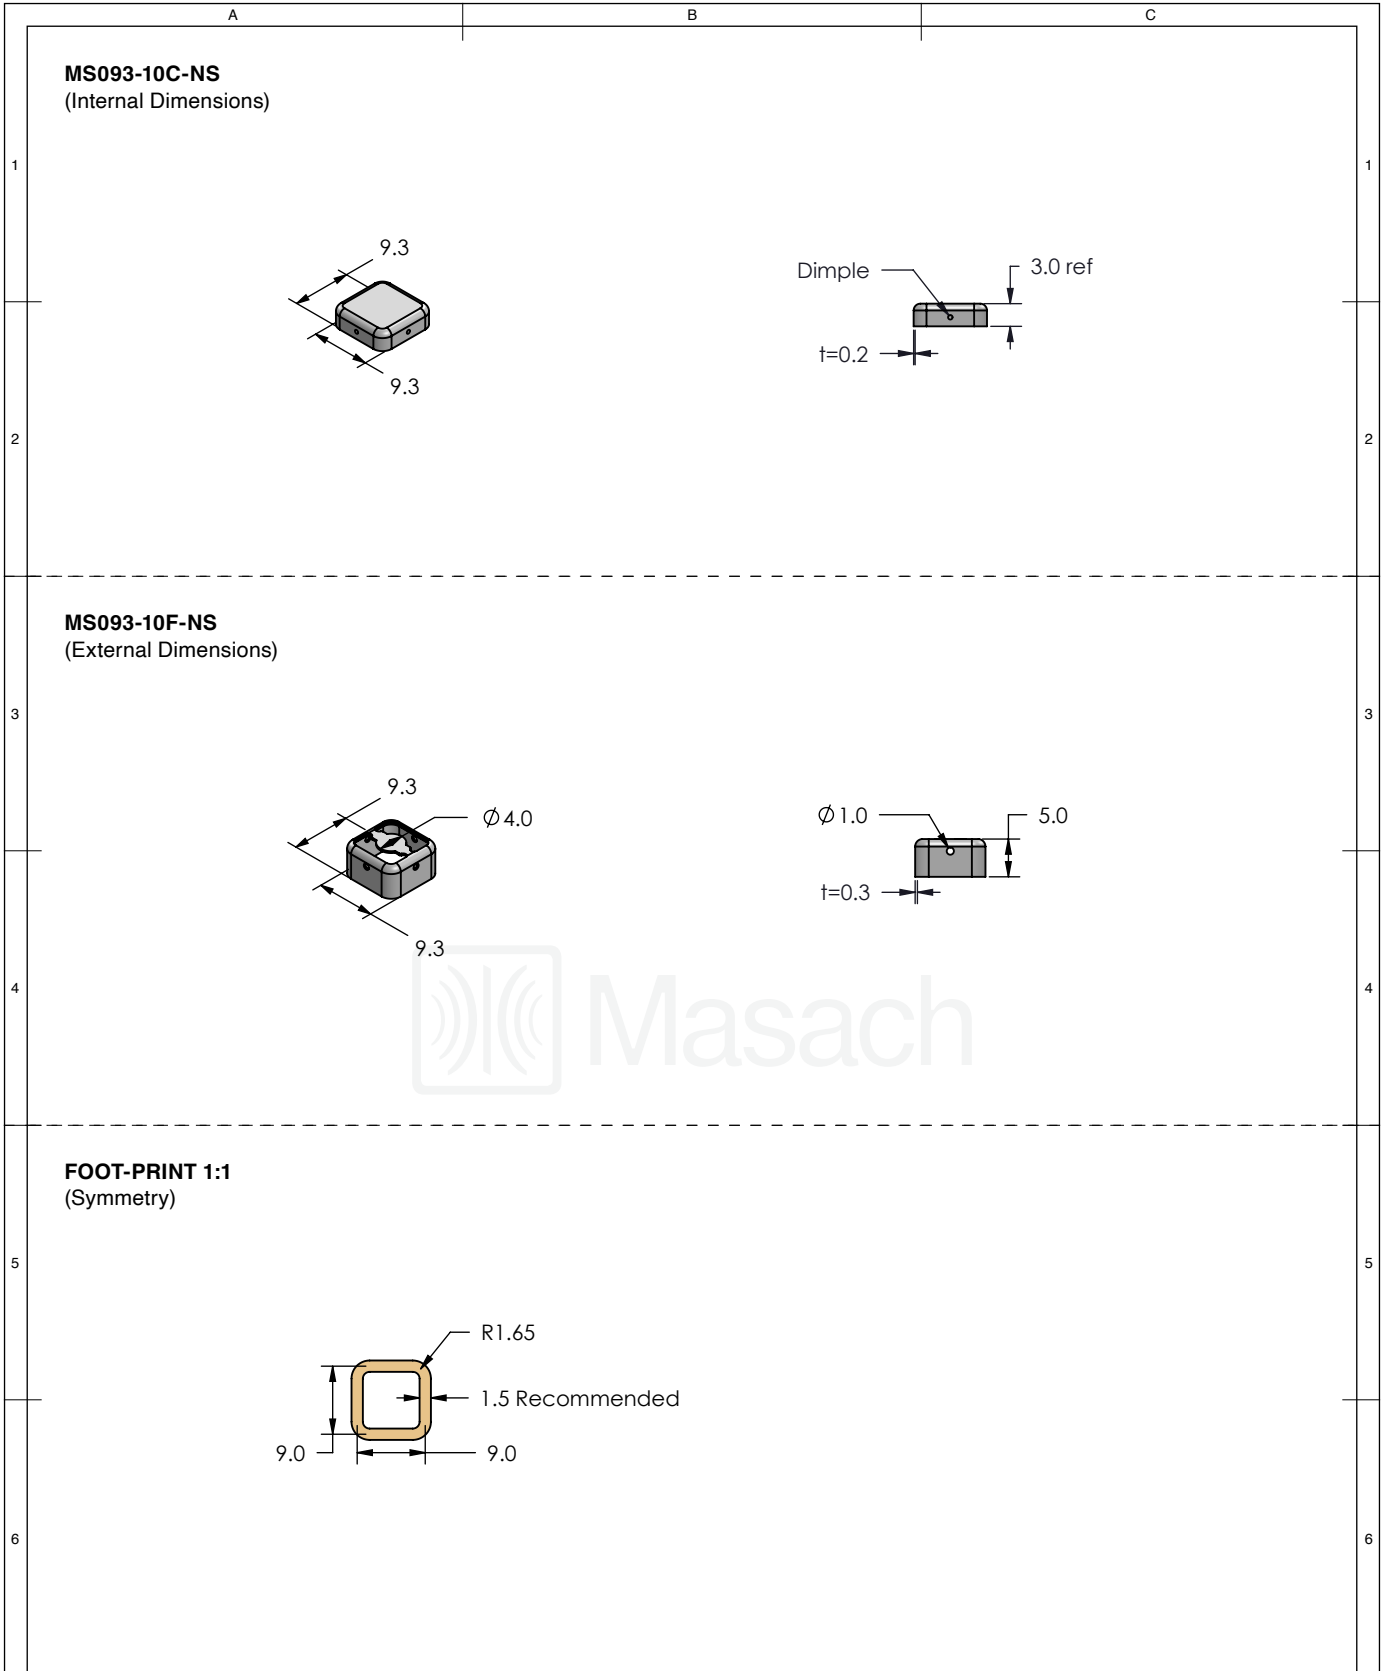 A
B
C
MS093-10C-NS
(Internal Dimensions)
1
1
9.3
9.3
Dimple
3.0 ref
t=0.2
2
2
MS093-10F-NS
(External Dimensions)
3
3
9.3
Ø4.0
9.3
Ø1.0
5.0
t=0.3
Masach
4
4
FOOT-PRINT 1:1
(Symmetry)
5
5
R1.65
1.5 Recommended
9.0
9.0
6
6